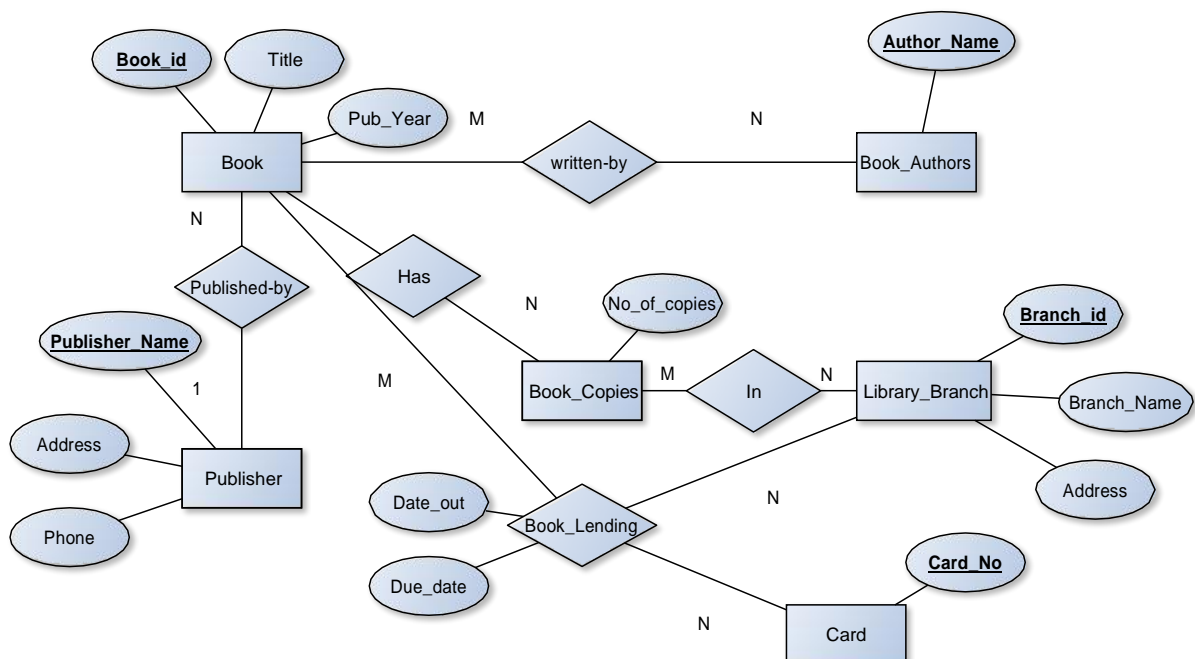 Author_Name
Book_id
Title
Pub_Year
M
N
Book
written-by
Book_Authors
N
Has
Published-by
No_of_copies
N
Branch_id
Publisher_Name
M
N
1
M
Book_Copies
In
Library_Branch
Branch_Name
Address
Publisher
Date_out
N
Address
Book_Lending
Phone
Due_date
Card_No
N
Card